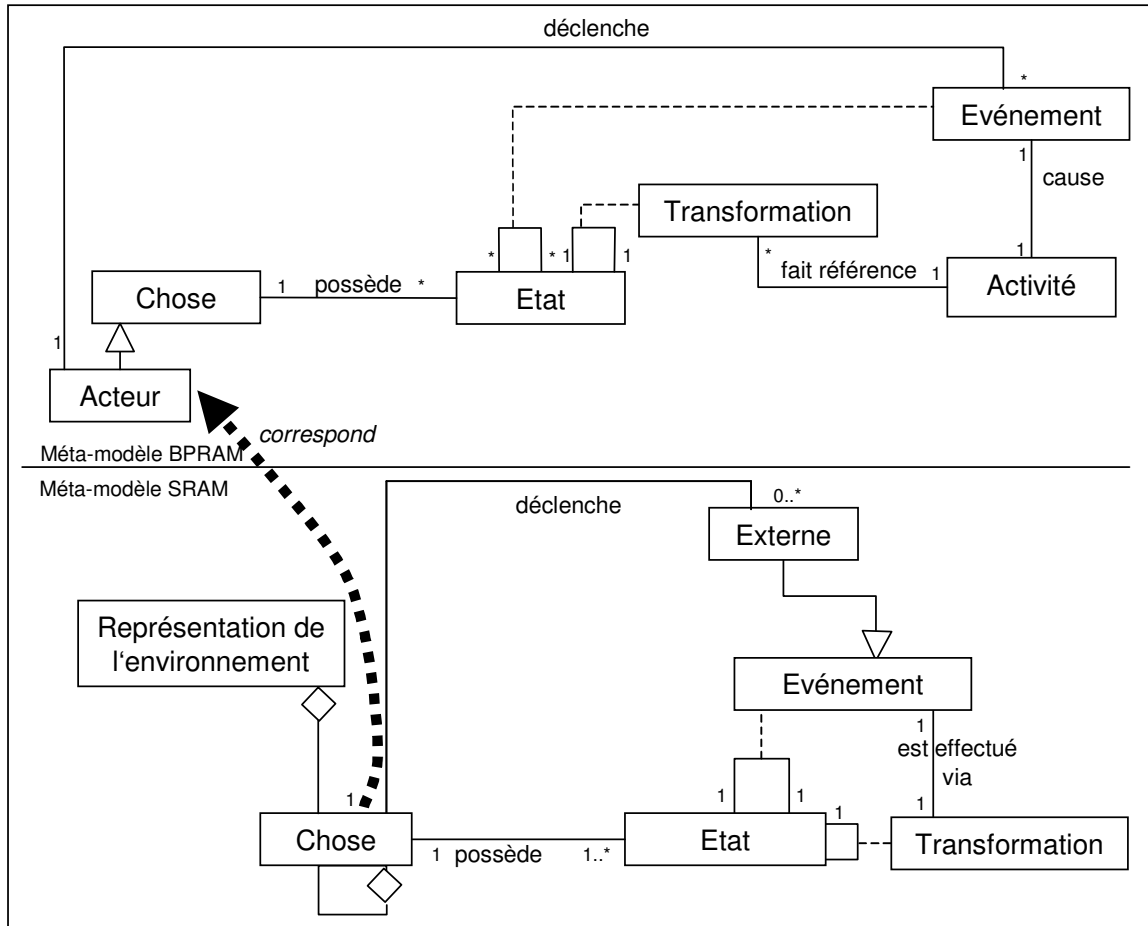 déclenche
*
Evénement
1
cause
Transformation
* * 1 1
*
fait référence
1
1
Chose
1 possède *
Etat
Activité
1
Acteur
correspond
Méta-modèle BPRAM
Méta-modèle SRAM
déclenche
0..*
Externe
Représentation de
l‘environnement
Evénement
1
est effectué
via
1
1 1
1
1
Chose
1 possède 1..*
Etat
Transformation